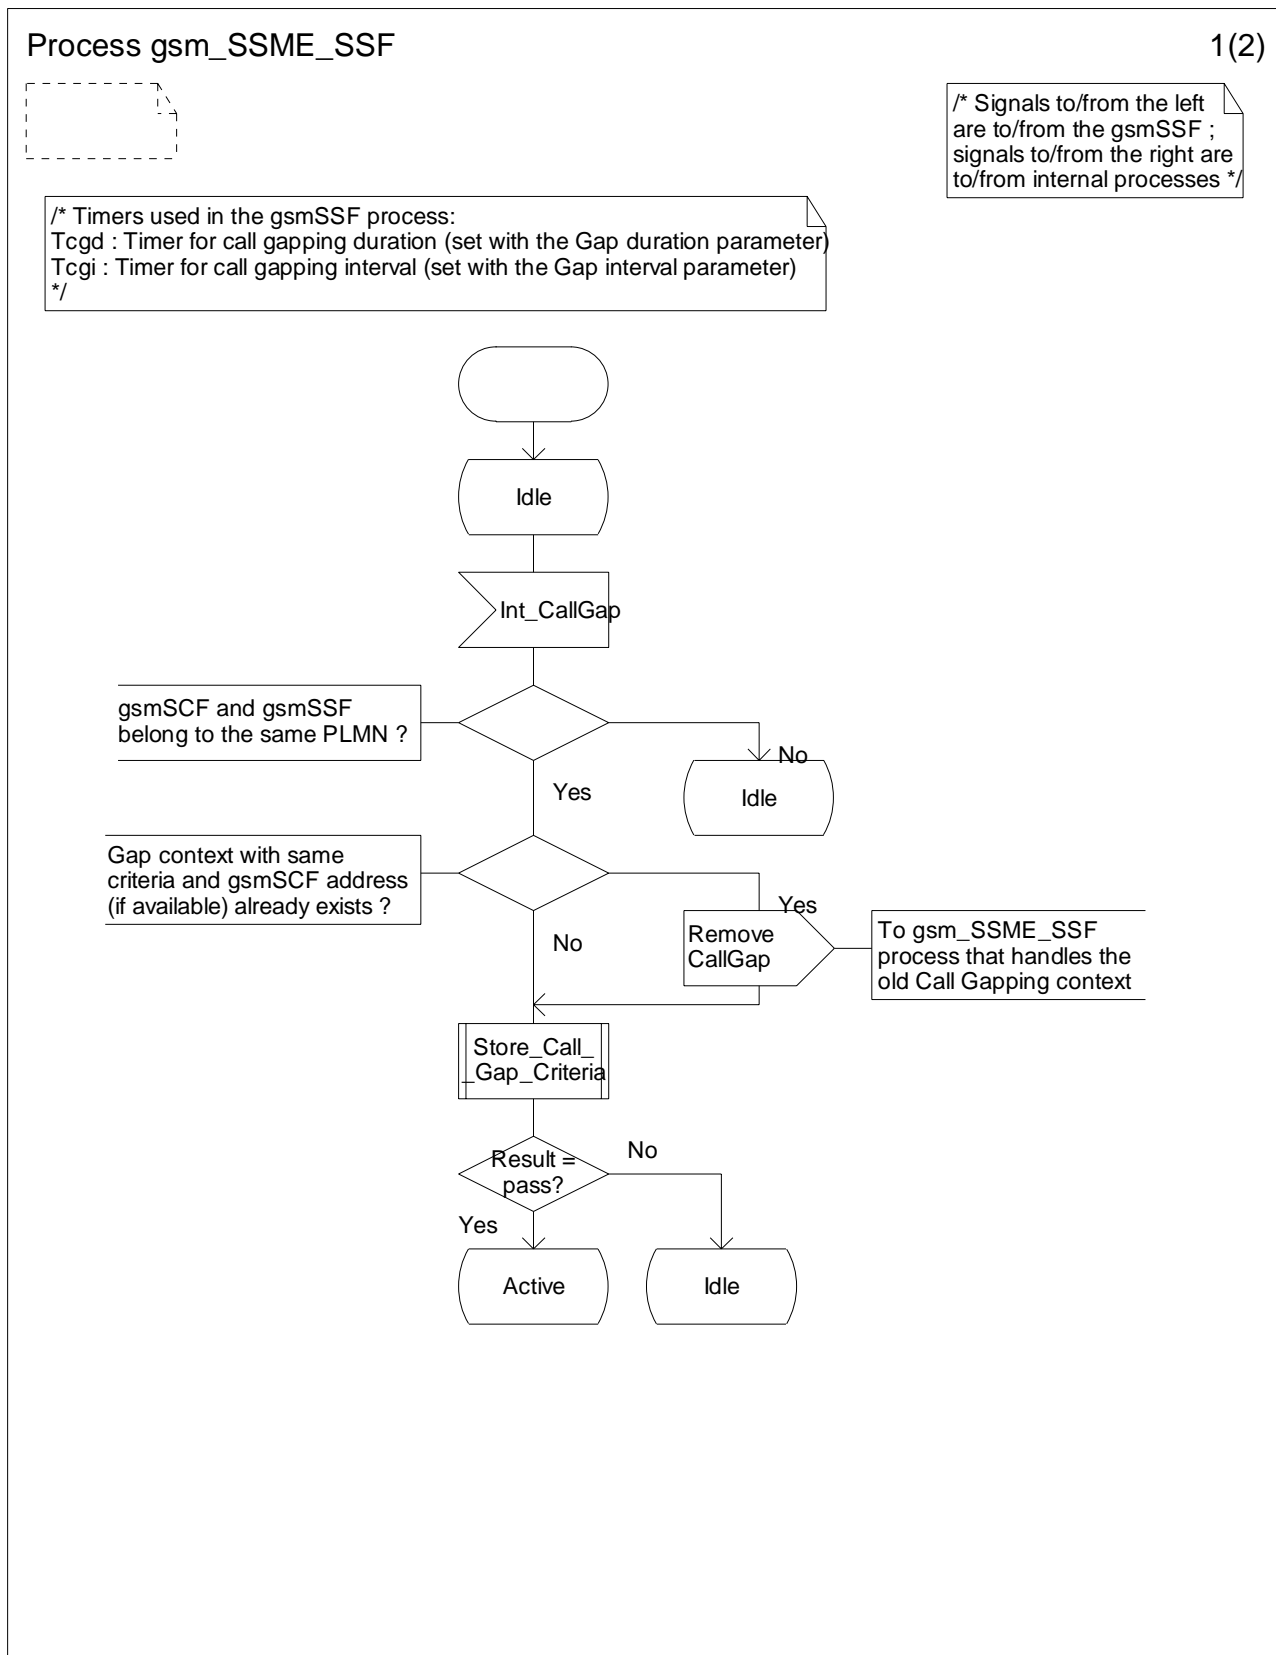 Process gsm_SSME_SSF
1(2)
/* Signals to/from the left
are to/from the gsmSSF ;
signals to/from the right are
to/from internal processes */
/* Timers used in the gsmSSF process:
Tcgd : Timer for call gapping duration (set with the Gap duration parameter)
Tcgi : Timer for call gapping interval (set with the Gap interval parameter)
*/
Idle
Int_CallGap
gsmSCF and gsmSSF
belong to the same PLMN ?
No
Yes
Idle
Gap context with same
criteria and gsmSCF address
(if available) already exists ?
Yes
No
Remove
CallGap
To gsm_SSME_SSF
process that handles the
old Call Gapping context
Store_Call_
_Gap_Criteria
Result =
pass?
No
Yes
Active
Idle